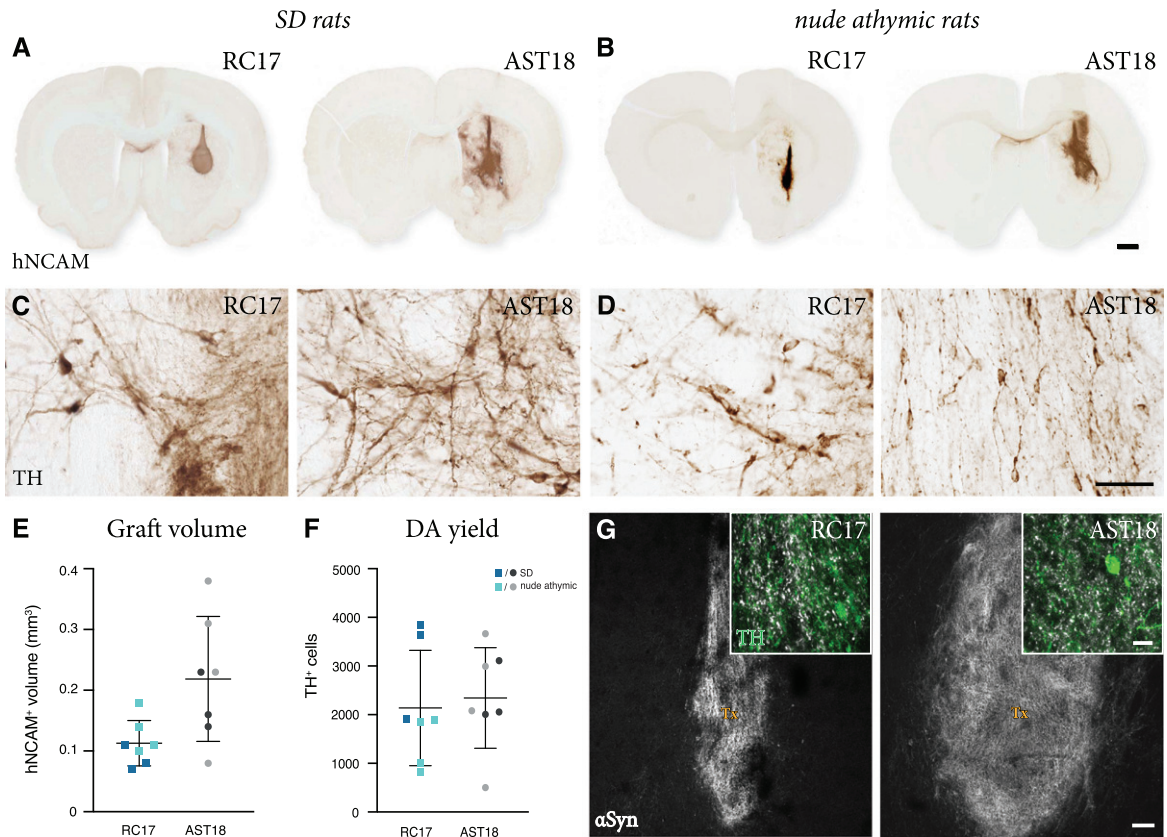 SD rats
nude athymic rats
A
RC17
AST18
B
RC17
AST18
hNCAM
C
RC17
AST18
D
RC17
AST18
TH
E
Graft volume
hNCAM⁺ volume (mm³)
0.4
0.3
0.2
0.1
0
RC17
AST18
F
DA yield
TH⁺ cells
5000
4000
3000
2000
1000
0
/ SD
/ nude athymic
RC17
AST18
G
RC17
TH
Tx
αSyn
AST18
Tx